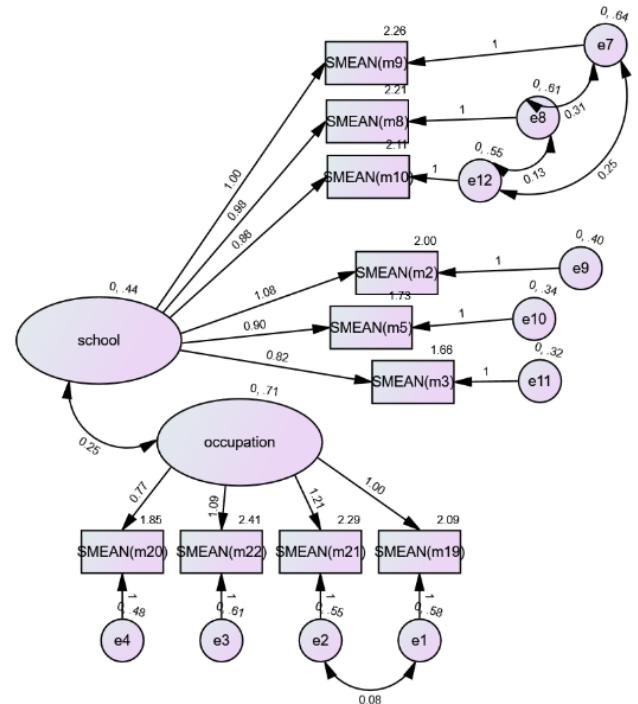 0, .64
2.26
e7
1
SMEAN(m9)
1.00
2.21
0, .61
e8
0.31
1
SMEAN(m8)
0.98
2.11
0, .55
e12
0.13
0.25
1
SMEAN(m10)
0.86
2.00
0, .40
e9
1
SMEAN(m2)
1.08
0, .44
school
1.73
0, .34
e10
1
SMEAN(m5)
0.90
1.66
0, .32
e11
1
SMEAN(m3)
0.82
0, .71
occupation
0.25
0.77
1.09
1.21
1.00
1.85
2.41
2.29
2.09
SMEAN(m20)
SMEAN(m22)
SMEAN(m21)
SMEAN(m19)
1
1
1
1
0, .48
0, .61
0, .55
0, .58
e4
e3
e2
e1
0.08